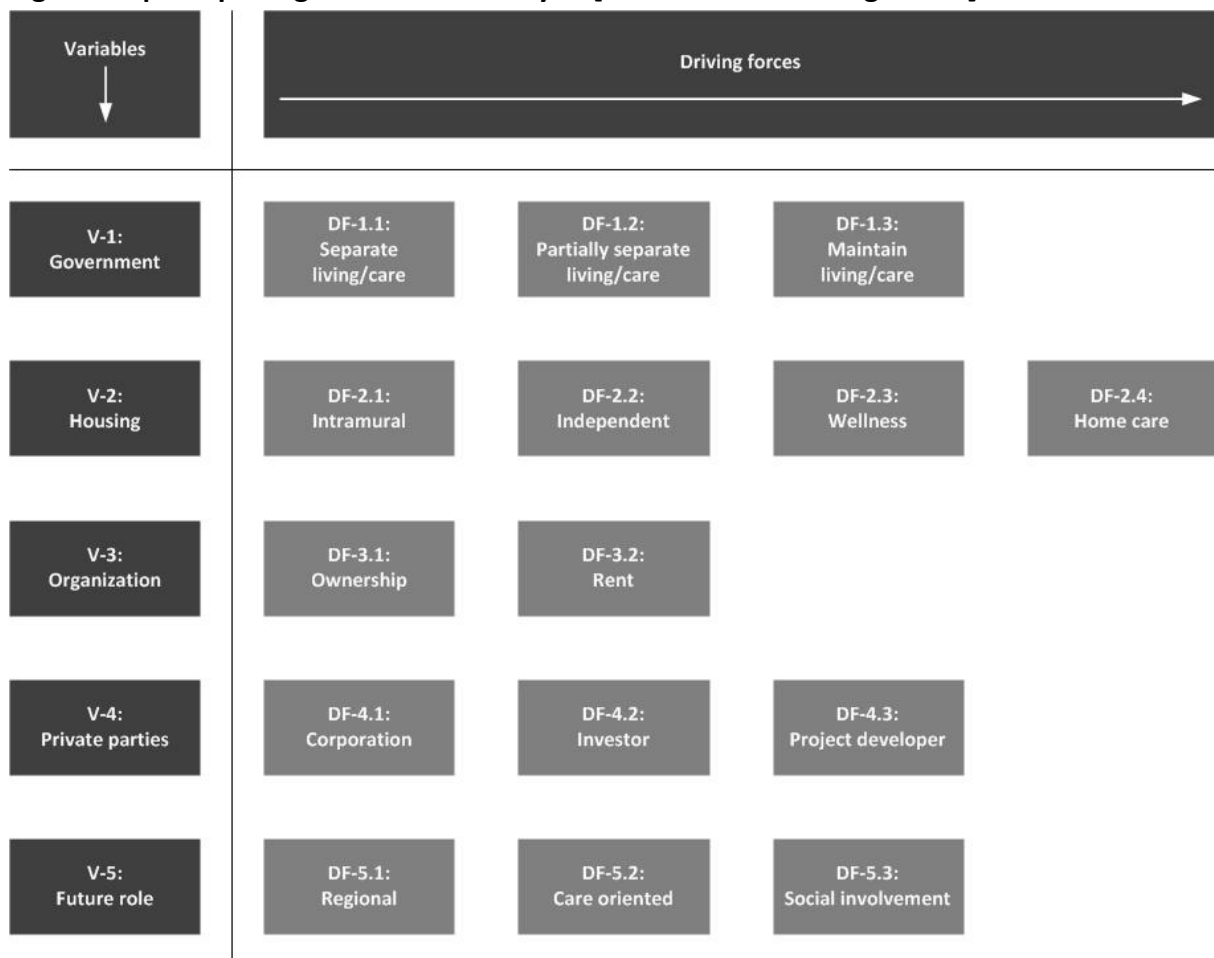 Variables
Driving forces
V-1:
Government
DF-1.1:
Separate
living/care
DF-1.2:
Partially separate
living/care
DF-1.3:
Maintain
living/care
V-2:
Housing
DF-2.1:
Intramural
DF-2.2:
Independent
DF-2.3:
Wellness
DF-2.4:
Home care
V-3:
Organization
DF-3.1:
Ownership
DF-3.2:
Rent
V-4:
Private parties
DF-4.1:
Corporation
DF-4.2:
Investor
DF-4.3:
Project developer
V-5:
Future role
DF-5.1:
Regional
DF-5.2:
Care oriented
DF-5.3:
Social involvement